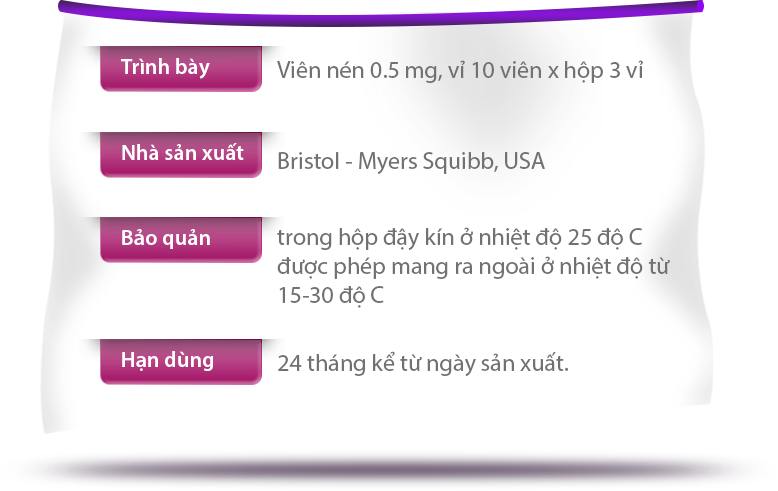 Trình bày
Viên nén 0.5 mg, vỉ 10 viên x hộp 3 vỉ
Nhà sản xuất
Bristol - Myers Squibb, USA
Bảo quản
trong hộp đậy kín ở nhiệt độ 25 độ C
được phép mang ra ngoài ở nhiệt độ từ
15-30 độ C
Hạn dùng
24 tháng kể từ ngày sản xuất.